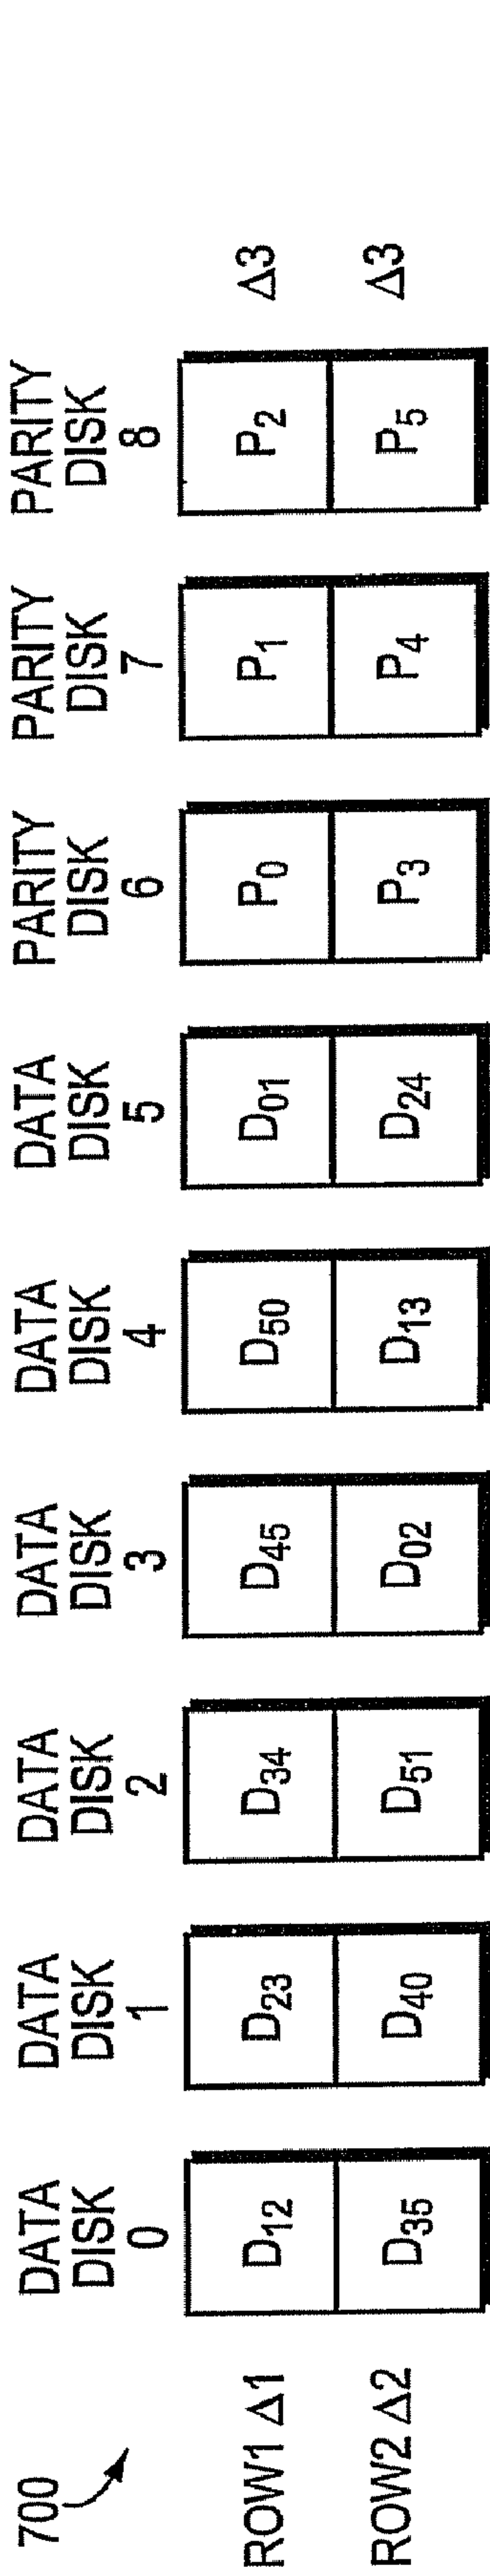 700
DATA DISK 0 DATA DISK 1 DATA DISK 2 DATA DISK 3 DATA DISK 4 DATA DISK 5 PARITY DISK 6 PARITY DISK 7 PARITY DISK 8
ROW1 Δ1 D₁₂ D₂₃ D₃₄ D₄₅ D₅₀ D₀₁ P₀ P₁ P₂ Δ3
ROW2 Δ2 D₃₅ D₄₀ D₅₁ D₀₂ D₁₃ D₂₄ P₃ P₄ P₅ Δ3